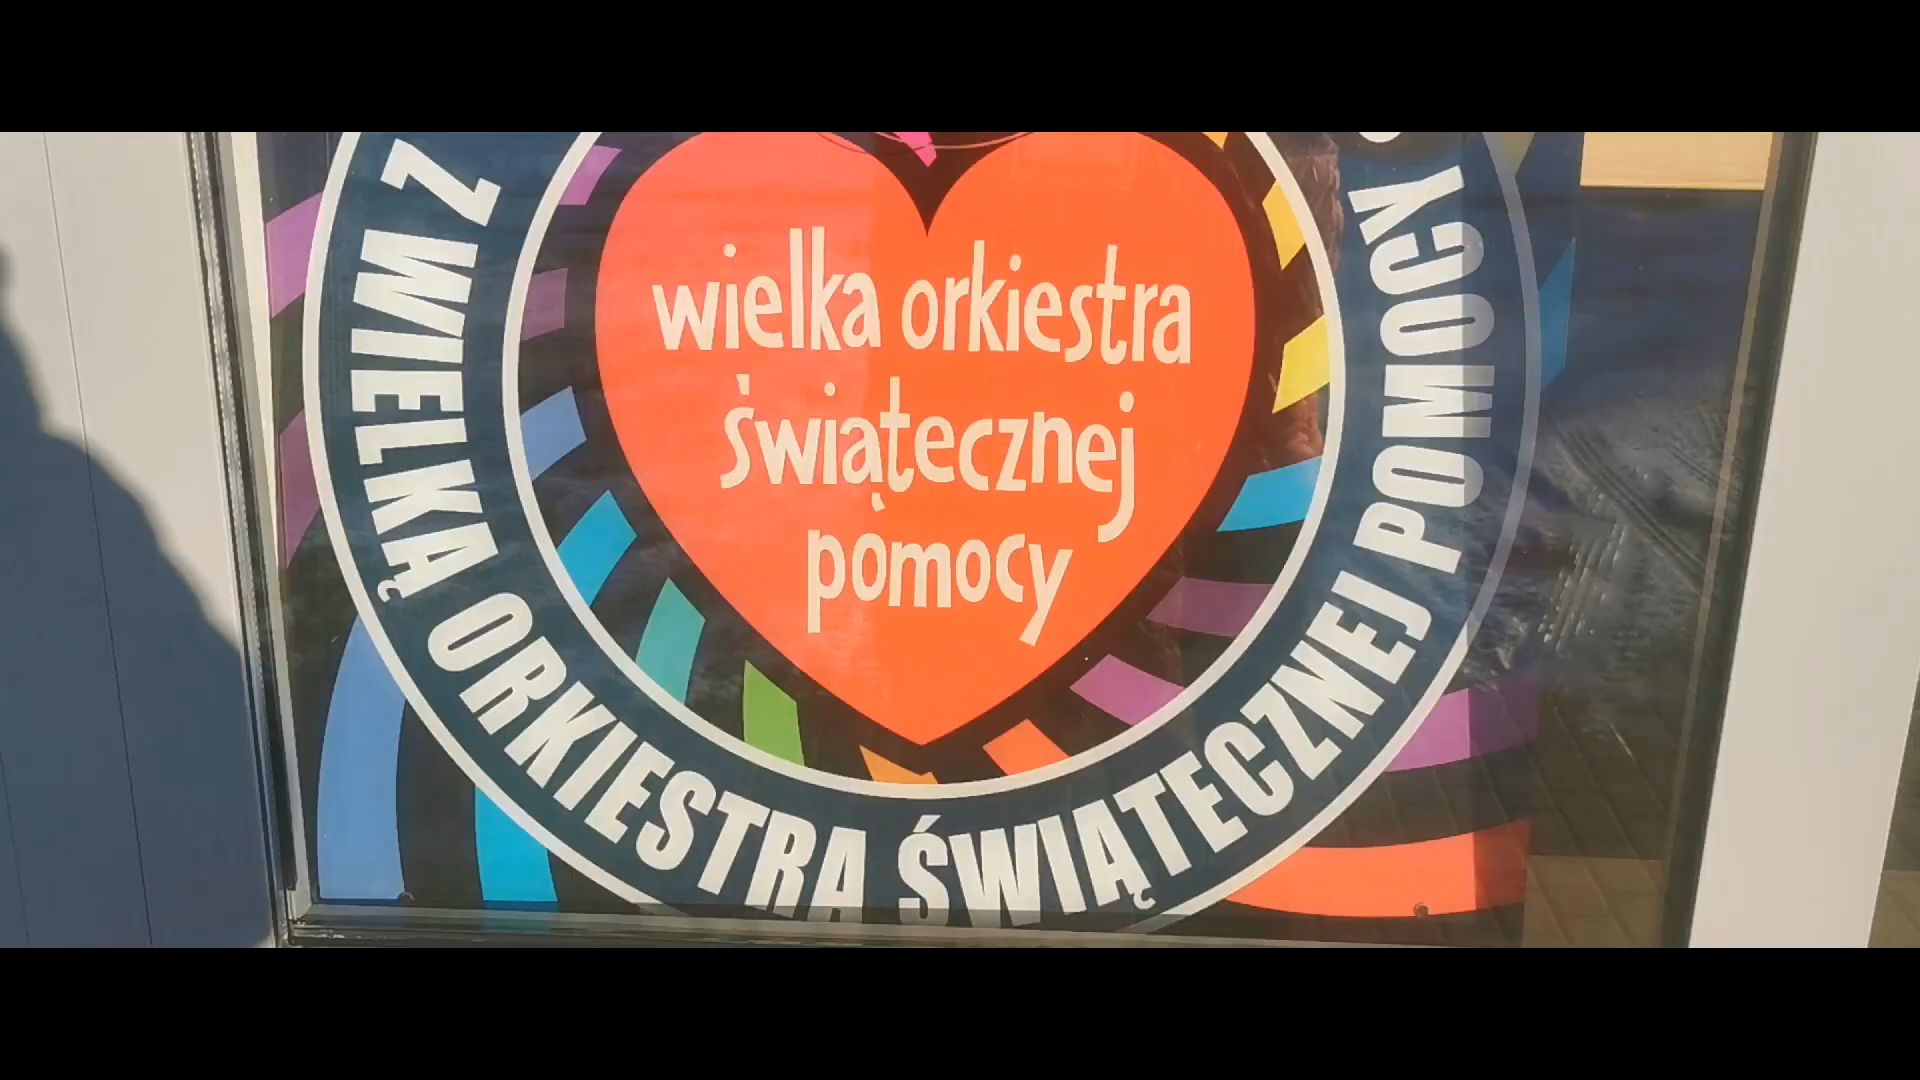 wielka orkiestra
świątecznej
pomocy
Z WIELKĄ ORKIESTRA ŚWIĄTECZNEJ POMOCY